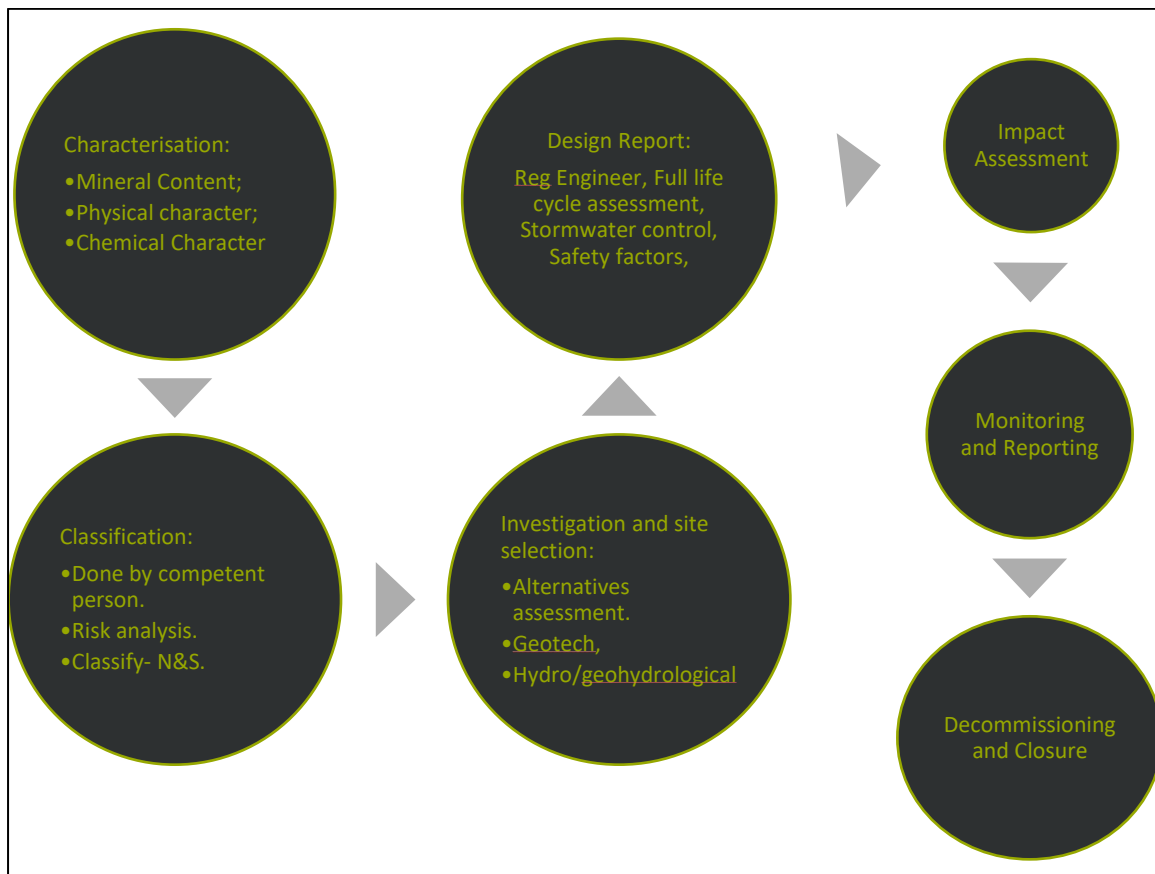 Characterisation:
•Mineral Content;
•Physical character;
•Chemical Character
Classification:
•Done by competent
person.
•Risk analysis.
•Classify- N&S.
Investigation and site
selection:
•Alternatives
assessment.
•Geotech,
•Hydro/geohydrological
Design Report:
Reg Engineer, Full life
cycle assessment,
Stormwater control,
Safety factors,
Impact
Assessment
Monitoring
and Reporting
Decommissioning
and Closure